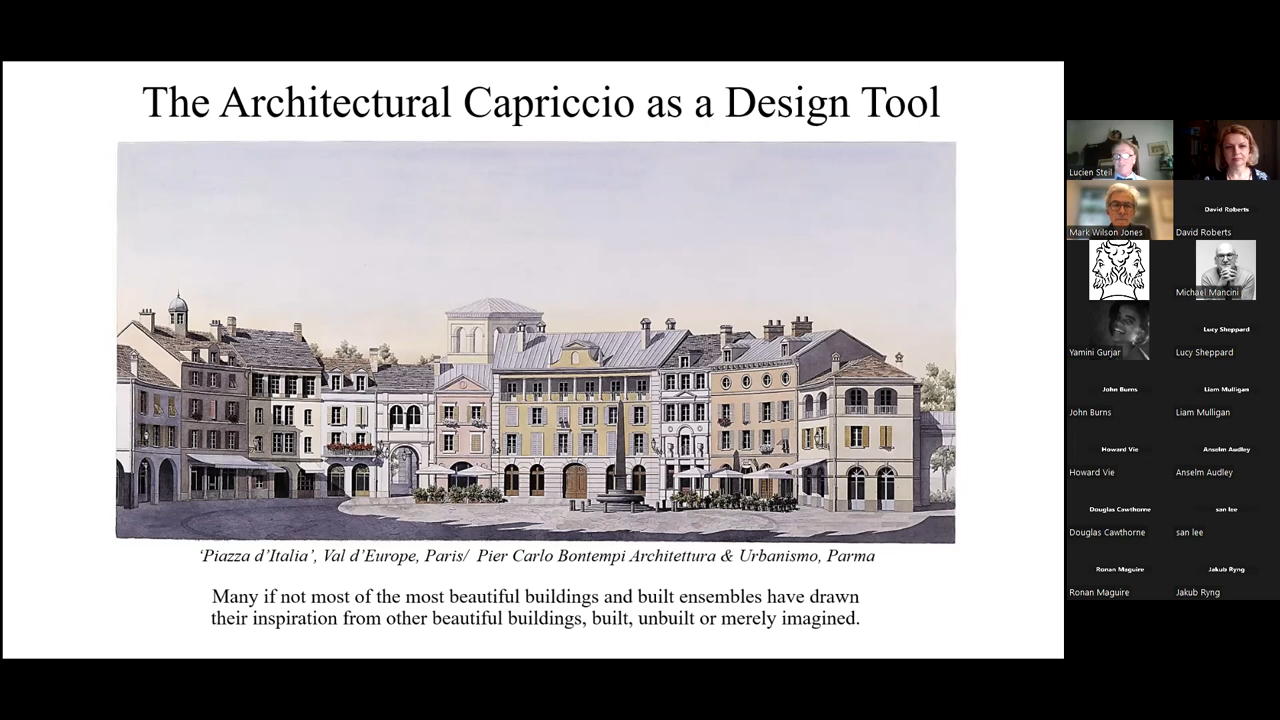 The Architectural Capriccio as a Design Tool
‘Piazza d’Italia’, Val d’Europe, Paris/ Pier Carlo Bontempi Architettura & Urbanismo, Parma
Many if not most of the most beautiful buildings and built ensembles have drawn
their inspiration from other beautiful buildings, built, unbuilt or merely imagined.
Lucien Steil
Mark Wilson Jones
David Roberts
David Roberts
Michael Mancini
Yamini Gurjar
Lucy Sheppard
Lucy Sheppard
John Burns
John Burns
Liam Mulligan
Liam Mulligan
Howard Vie
Howard Vie
Anselm Audley
Anselm Audley
Douglas Cawthorne
Douglas Cawthorne
san lee
san lee
Ronan Maguire
Ronan Maguire
Jakub Ryng
Jakub Ryng